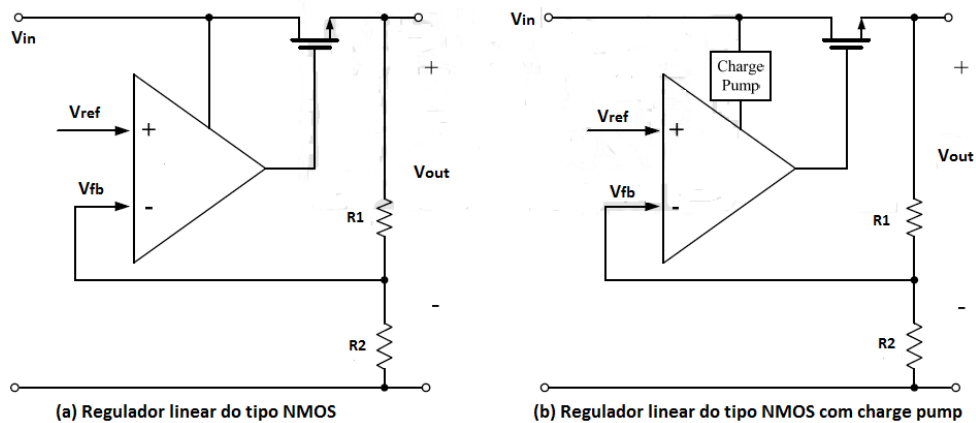 Vin
Vref
+
Vfb
-
+
Vout
R1
-
R2
(a) Regulador linear do tipo NMOS
Vin
Charge
Pump
Vref
+
Vfb
-
+
Vout
R1
-
R2
(b) Regulador linear do tipo NMOS com charge pump